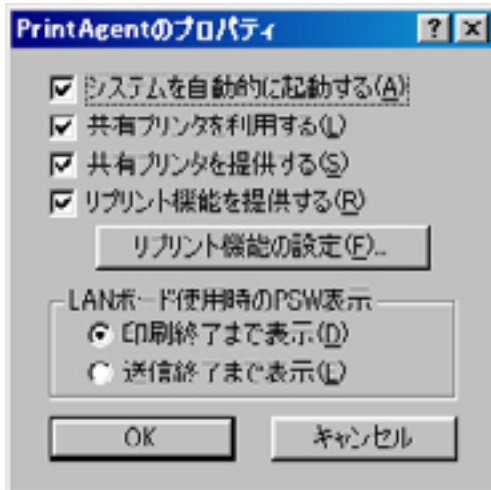 PrintAgentのプロパティ
システムを自動的に起動する(A)
共有プリンタを利用する(L)
共有プリンタを提供する(S)
リプリント機能を提供する(R)
リプリント機能の設定(F)...
LANボード使用時のPSW表示
印刷終了まで表示(D)
送信終了まで表示(E)
OK
キャンセル